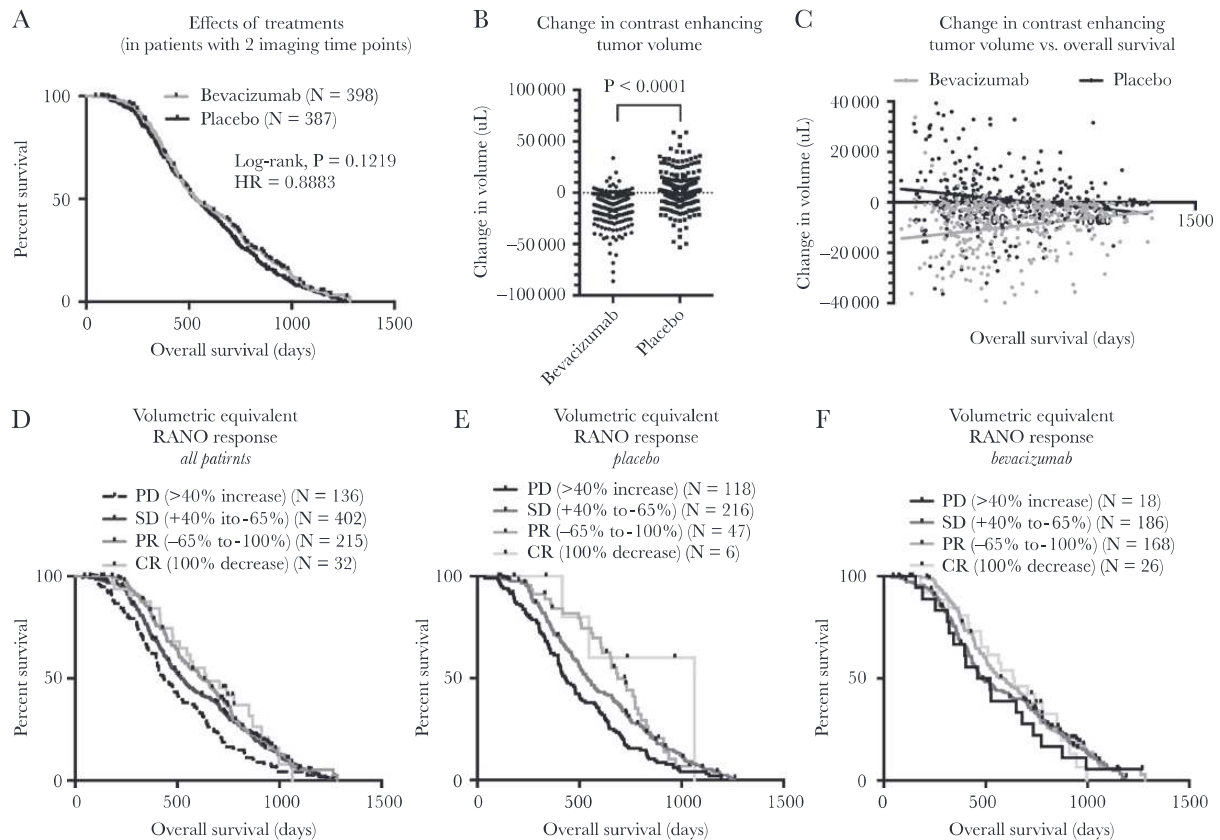 A
Effects of treatments
(in patients with 2 imaging time points)
Bevacizumab (N = 398)
Placebo (N = 387)
Log-rank, P = 0.1219
HR = 0.8883
100
50
0
Percent survival
0 500 1000 1500
Overall survival (days)
B
Change in contrast enhancing
tumor volume
P < 0.0001
100 000
50 000
0
−50 000
−100 000
Change in volume (uL)
Bevacizumab
Placebo
C
Change in contrast enhancing
tumor volume vs. overall survival
Bevacizumab Placebo
40 000
20 000
0
−20 000
−40 000
Change in volume (uL)
500 1000 1500
Overall survival (days)
D
Volumetric equivalent
RANO response
all patirnts
PD (>40% increase) (N = 136)
SD (+40% ito-65%) (N = 402)
PR (–65% to-100%) (N = 215)
CR (100% decrease) (N = 32)
100
50
0
Percent survival
0 500 1000 1500
Overall survival (days)
E
Volumetric equivalent
RANO response
placebo
PD (>40% increase) (N = 118)
SD (+40% to-65%) (N = 216)
PR (–65% to-100%) (N = 47)
CR (100% decrease) (N = 6)
100
50
0
Percent survival
0 500 1000 1500
Overall survival (days)
F
Volumetric equivalent
RANO response
bevacizumab
PD (>40% increase) (N = 18)
SD (+40% to-65%) (N = 186)
PR (–65% to-100%) (N = 168)
CR (100% decrease) (N = 26)
100
50
0
Percent survival
0 500 1000 1500
Overall survival (days)